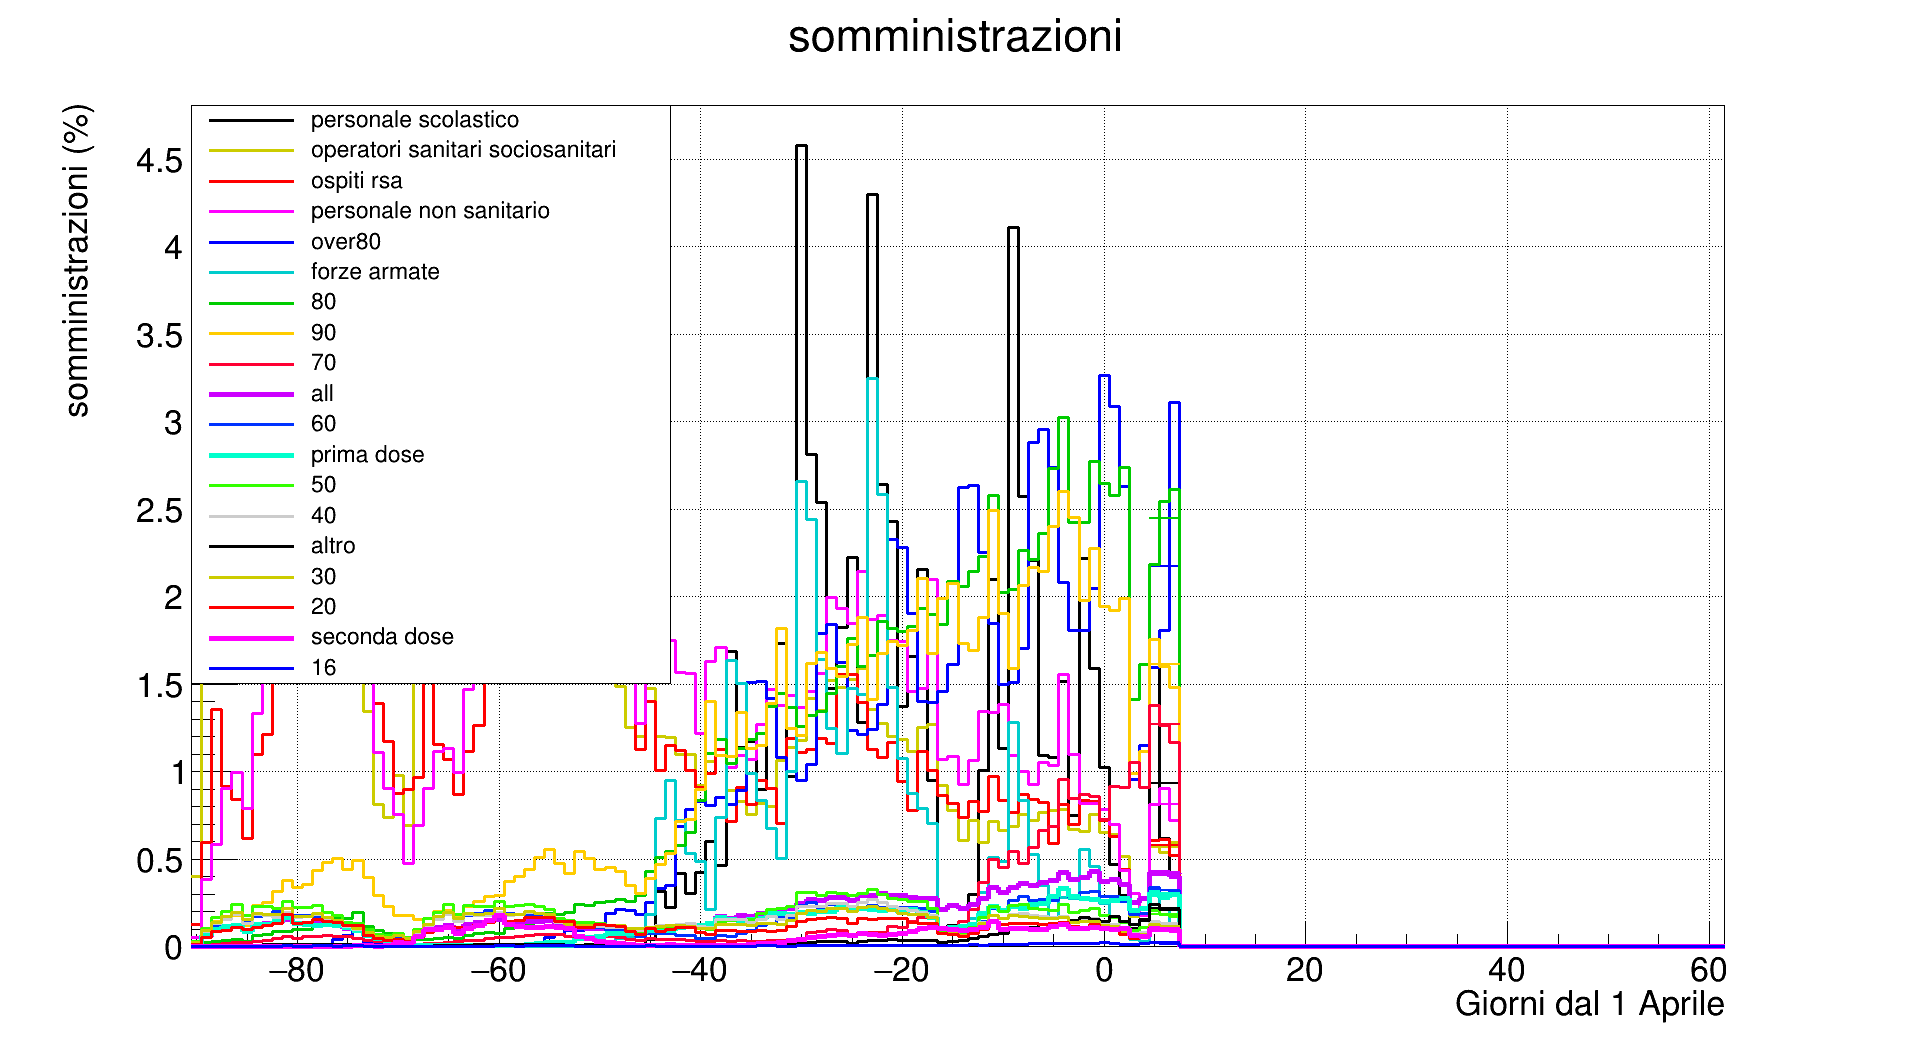 somministrazioni
somministrazioni (%)
personale scolastico
operatori sanitari sociosanitari
ospiti rsa
personale non sanitario
over80
forze armate
80
90
70
all
60
prima dose
50
40
altro
30
20
seconda dose
16
4.5
4
3.5
3
2.5
2
1.5
1
0.5
0
−80 −60 −40 −20 0 20 40 60
Giorni dal 1 Aprile